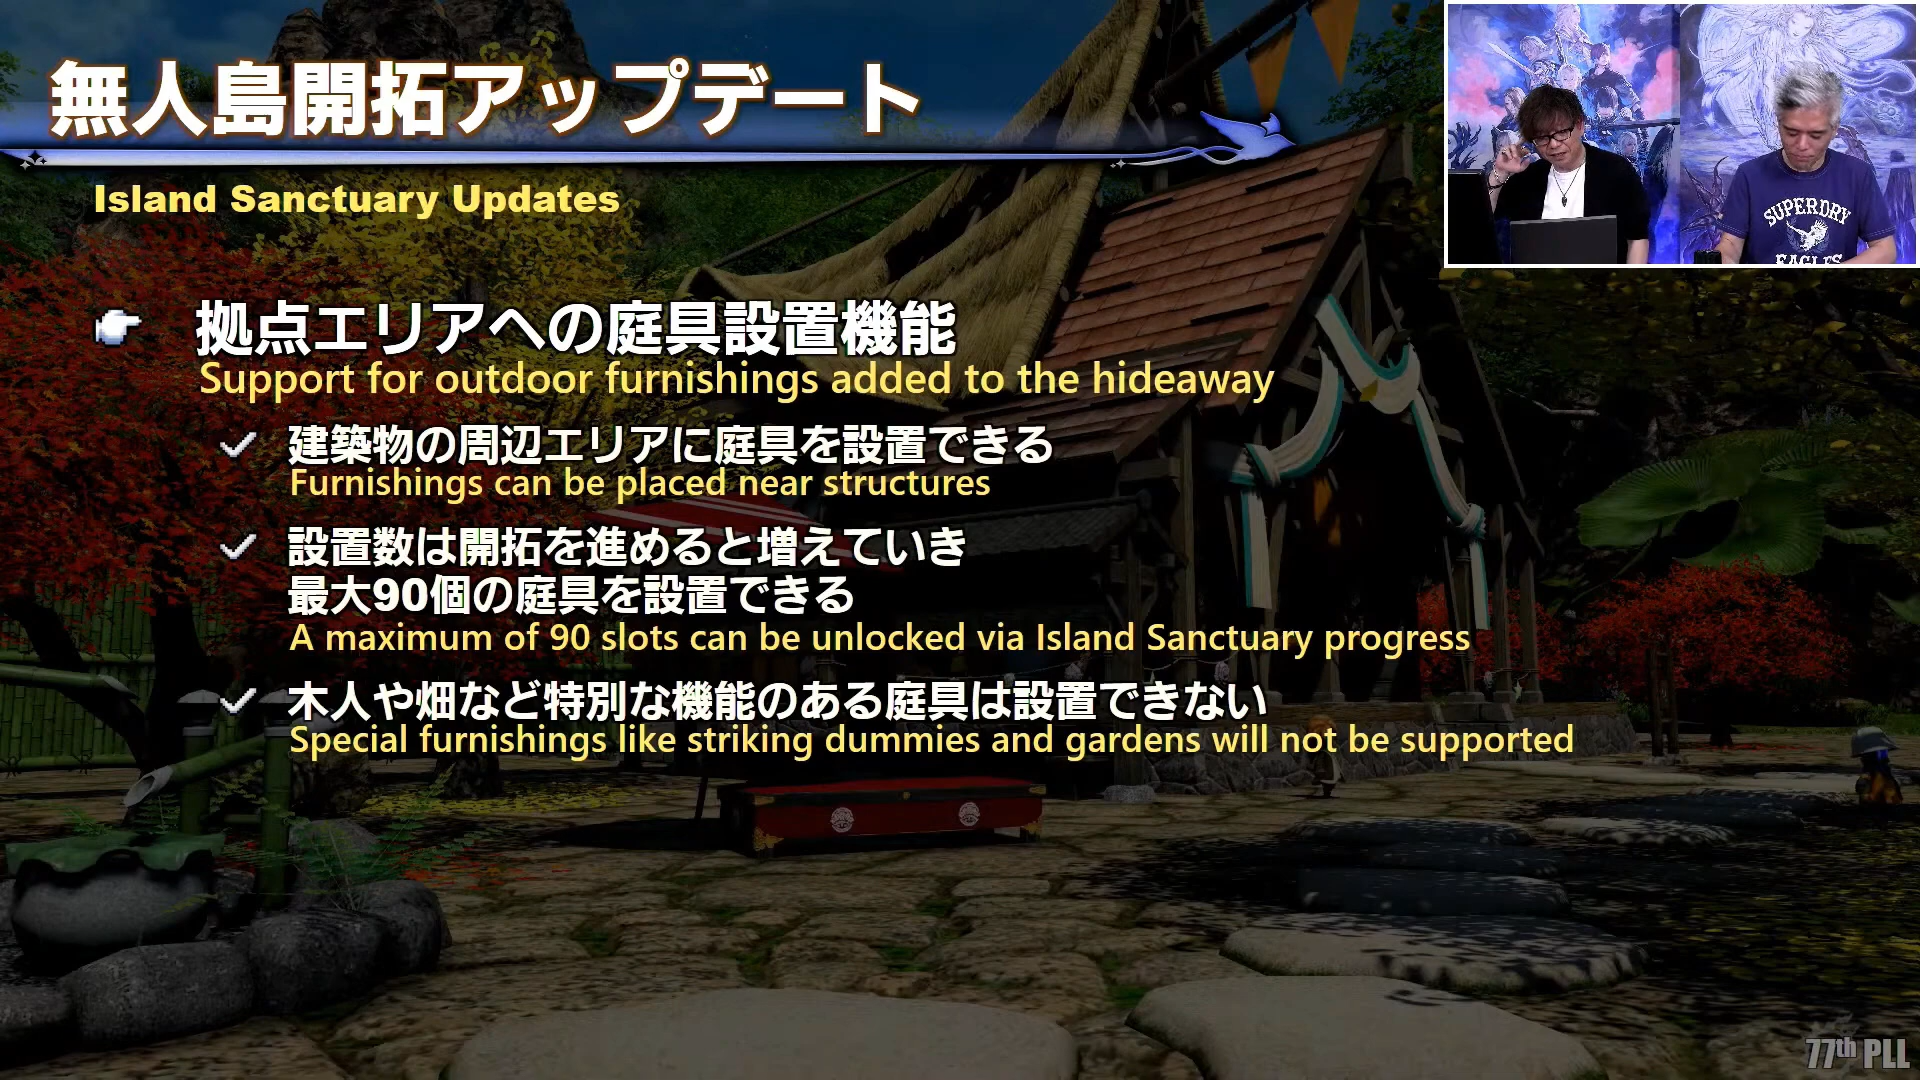 無人島開拓アップデート
Island Sanctuary Updates
拠点エリアへの庭具設置機能
Support for outdoor furnishings added to the hideaway
建築物の周辺エリアに庭具を設置できる
Furnishings can be placed near structures
設置数は開拓を進めると増えていき
最大90個の庭具を設置できる
A maximum of 90 slots can be unlocked via Island Sanctuary progress
木人や畑など特別な機能のある庭具は設置できない
Special furnishings like striking dummies and gardens will not be supported
SUPERDRY
EAGLES
77th PLL